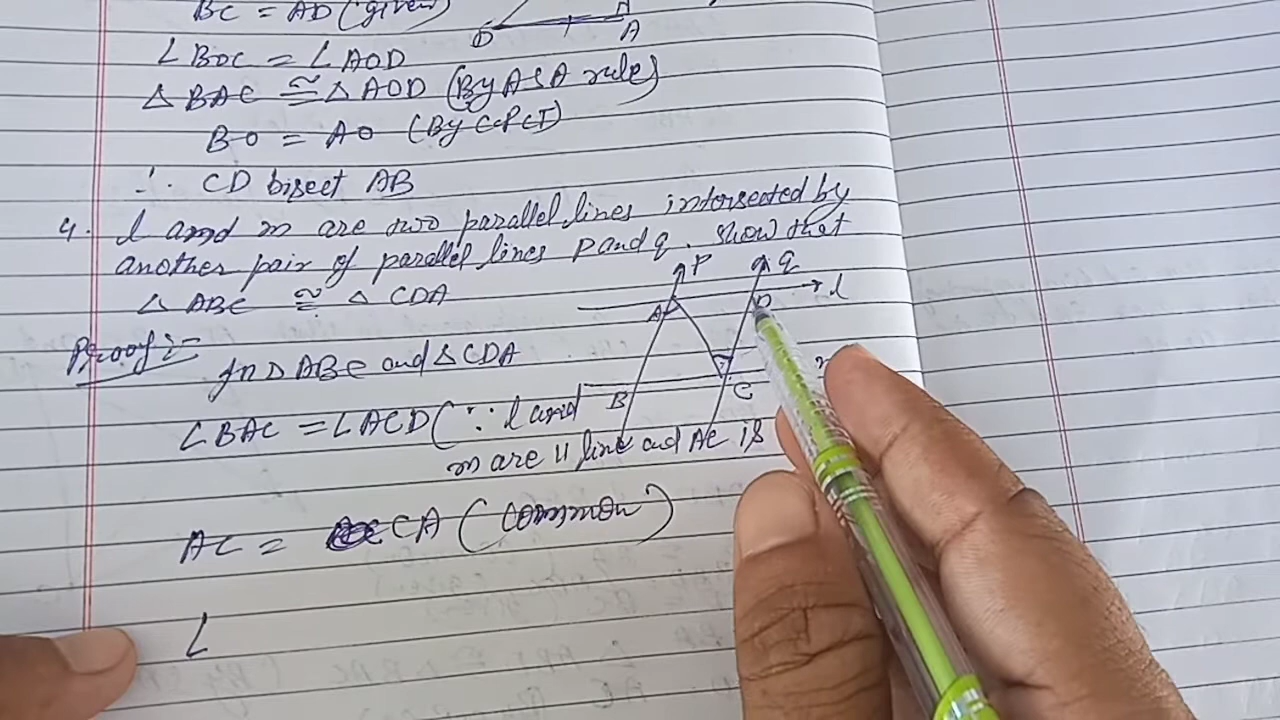 BC = AD (given)
D
A
∠BOC = ∠AOD
△ BAC ≅ △ AOD (By ASA rule)
BO = AO (By CPCT)
∴ CD bisect AB
4. l and m are two parallel lines intersected by
another pair of parallel lines p and q. show that
△ ABC ≅ △ CDA
P
q
l
A
D
B
C
Proof:-
In △ ABC and △ CDA
∠BAC = ∠ACD (∵ l and
m are || line and AC is
AC = CA (common)
∠